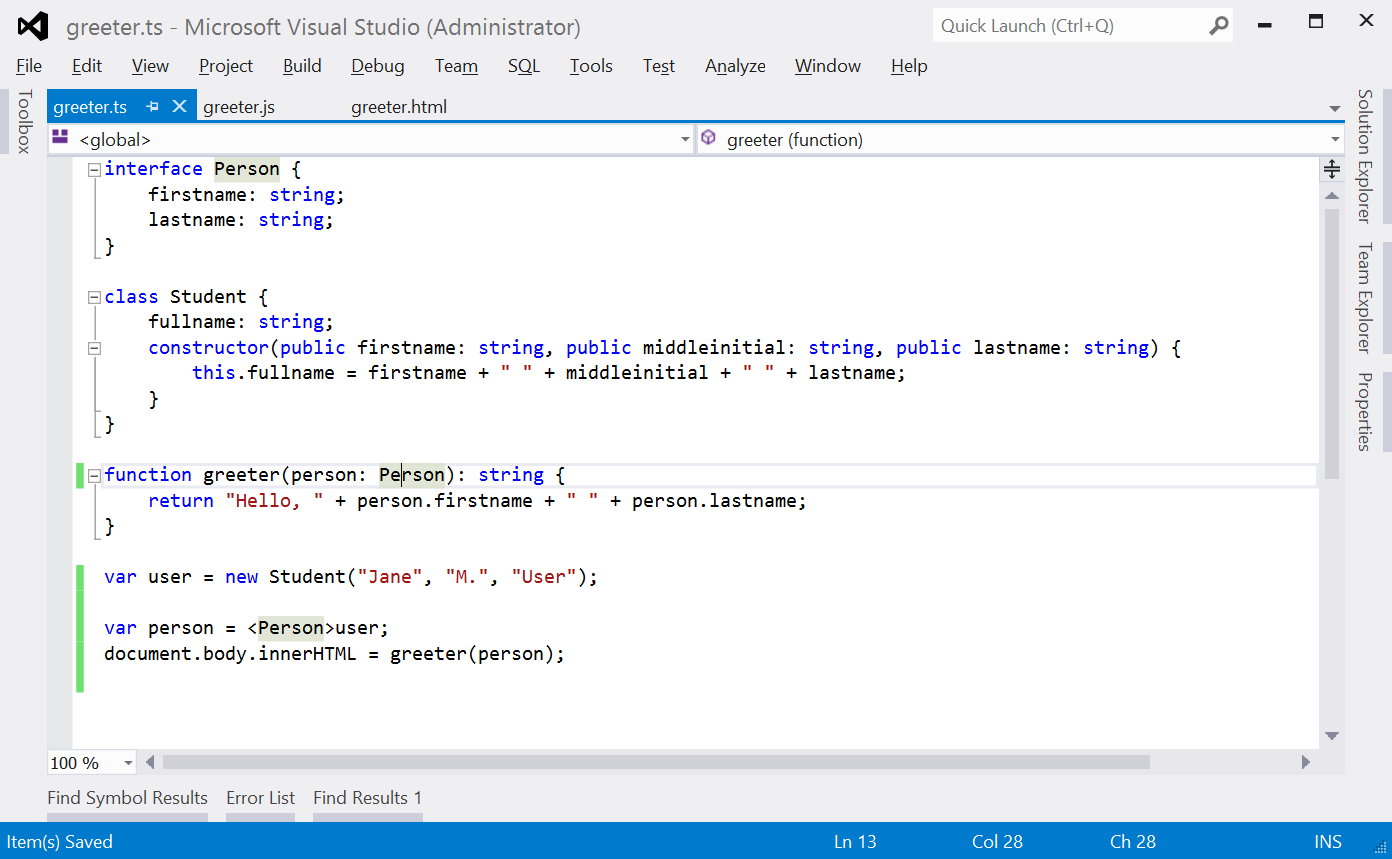 greeter.ts - Microsoft Visual Studio (Administrator)
Quick Launch (Ctrl+Q)
File Edit View Project Build Debug Team SQL Tools Test Analyze Window Help
Toolbox
greeter.ts greeter.js greeter.html
<global> greeter (function)
interface Person {
    firstname: string;
    lastname: string;
}
class Student {
    fullname: string;
    constructor(public firstname: string, public middleinitial: string, public lastname: string) {
        this.fullname = firstname + " " + middleinitial + " " + lastname;
    }
}
function greeter(person: Person): string {
    return "Hello, " + person.firstname + " " + person.lastname;
}
var user = new Student("Jane", "M.", "User");
var person = <Person>user;
document.body.innerHTML = greeter(person);
Solution Explorer
Team Explorer
Properties
100 %
Find Symbol Results Error List Find Results 1
Item(s) Saved Ln 13 Col 28 Ch 28 INS